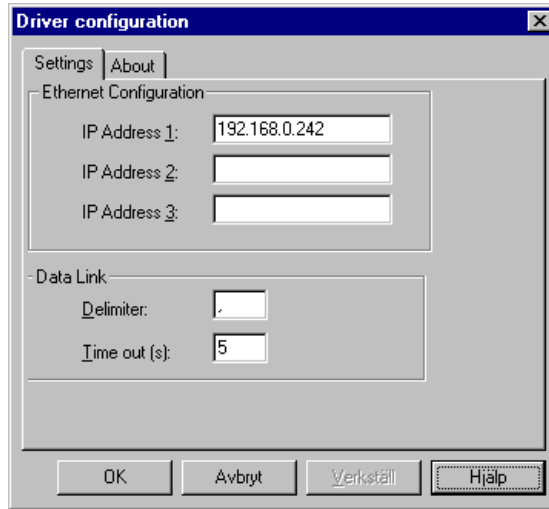 Driver configuration
Settings About
Ethernet Configuration
IP Address 1: 192.168.0.242
IP Address 2:
IP Address 3:
Data Link
Delimiter: ,
Time out (s): 5
OK Avbryt Verkställ Hjälp